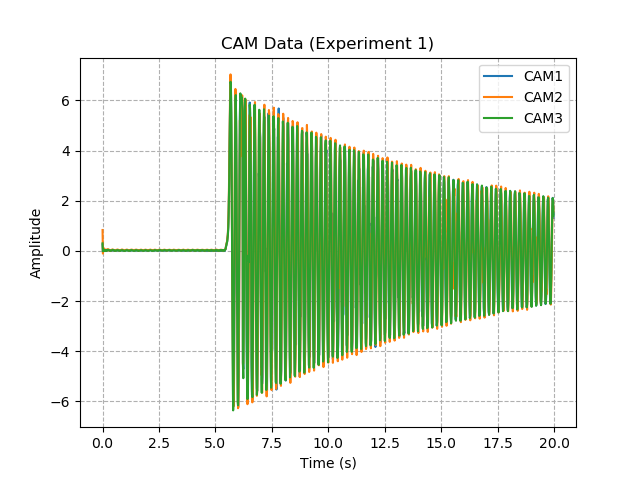 CAM Data (Experiment 1)
CAM1
CAM2
CAM3
6
4
2
0
−2
−4
−6
Amplitude
0.0 2.5 5.0 7.5 10.0 12.5 15.0 17.5 20.0
Time (s)